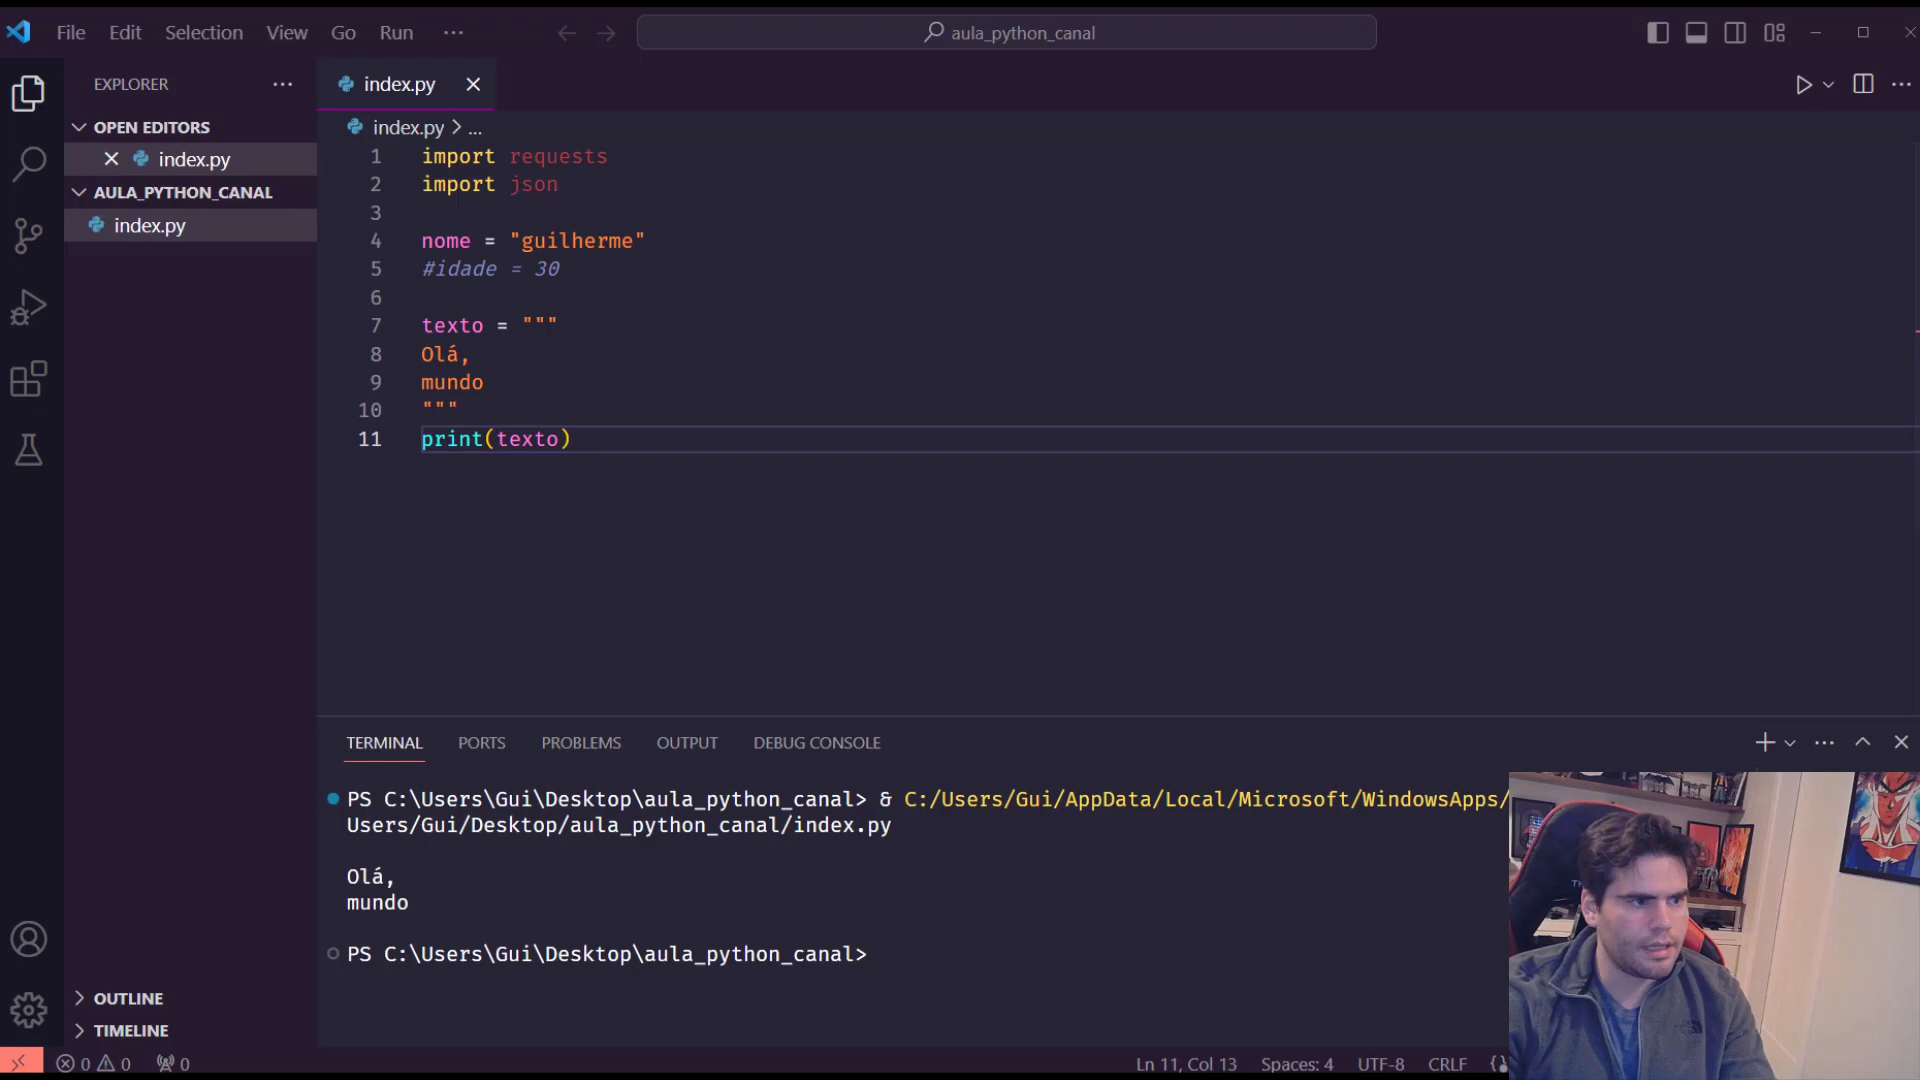 File Edit Selection View Go Run ···
aula_python_canal
EXPLORER
OPEN EDITORS
index.py
AULA_PYTHON_CANAL
index.py
OUTLINE
TIMELINE
index.py
index.py > ...
1 import requests
2 import json
3
4 nome = "guilherme"
5 #idade = 30
6
7 texto = """
8 Olá,
9 mundo
10 """
11 print(texto)
TERMINAL PORTS PROBLEMS OUTPUT DEBUG CONSOLE
PS C:\Users\Gui\Desktop\aula_python_canal> & C:/Users/Gui/AppData/Local/Microsoft/WindowsApps/
Users/Gui/Desktop/aula_python_canal/index.py
Olá,
mundo
PS C:\Users\Gui\Desktop\aula_python_canal>
0 0 0
Ln 11, Col 13 Spaces: 4 UTF-8 CRLF